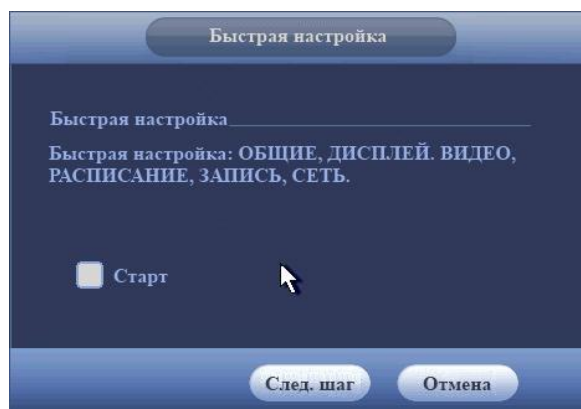 Быстрая настройка
Быстрая настройка
Быстрая настройка: ОБЩИЕ, ДИСПЛЕЙ. ВИДЕО,
РАСПИСАНИЕ, ЗАПИСЬ, СЕТЬ.
Старт
След. шаг Отмена